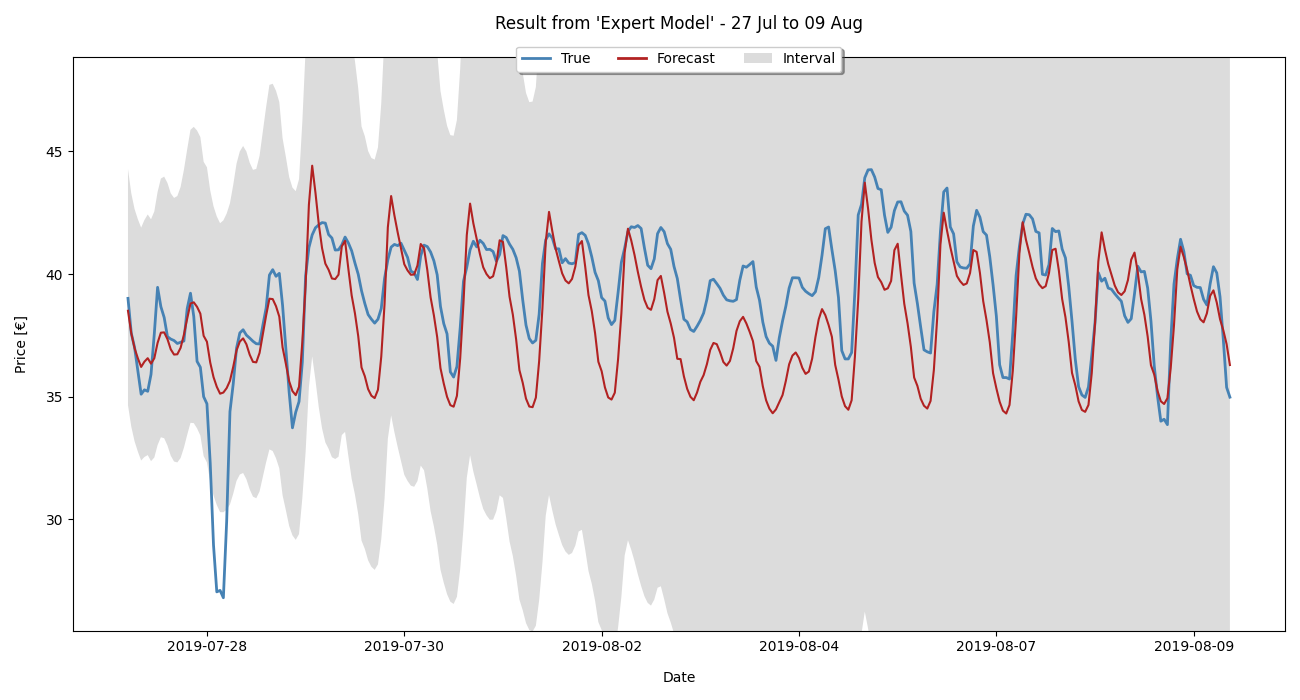 Result from 'Expert Model' - 27 Jul to 09 Aug
True Forecast Interval
45
40
35
30
Price [€]
2019-07-28 2019-07-30 2019-08-02 2019-08-04 2019-08-07 2019-08-09
Date